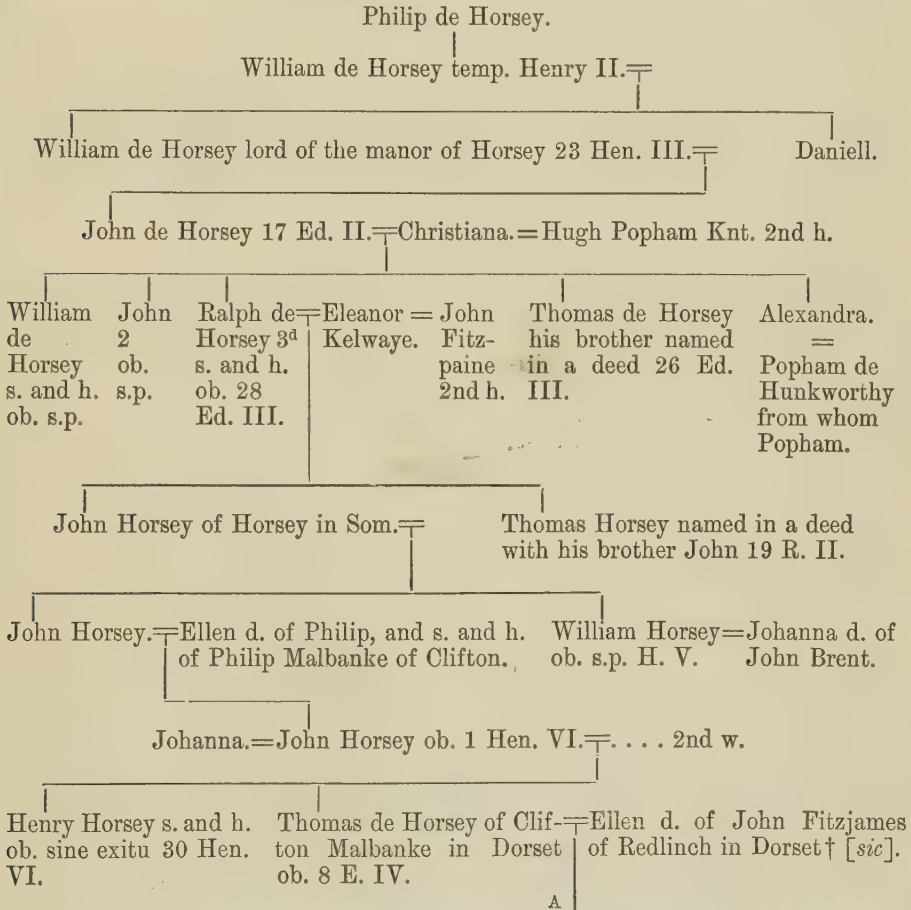 Philip de Horsey.
William de Horsey temp. Henry II.
William de Horsey lord of the manor of Horsey 23 Hen. III.
Daniell.
John de Horsey 17 Ed. II. Christiana. = Hugh Popham Knt. 2nd h.
William
de
Horsey
s. and h.
ob. s.p.
John
2
ob.
s.p.
Ralph de
Horsey 3d
s. and h.
ob. 28
Ed. III.
Eleanor =
Kelwaye.
John
Fitz-
paine
2nd h.
Thomas de Horsey
his brother named
in a deed 26 Ed.
III.
Alexandra.
=
Popham de
Hunkworthy
from whom
Popham.
John Horsey of Horsey in Som.
Thomas Horsey named in a deed
with his brother John 19 R. II.
John Horsey.
Ellen d. of Philip, and s. and h.
of Philip Malbanke of Clifton.
William Horsey =
ob. s.p. H. V.
Johanna d. of
John Brent.
Johanna. = John Horsey ob. 1 Hen. VI. . . . . 2nd w.
Henry Horsey s. and h.
ob. sine exitu 30 Hen.
VI.
Thomas de Horsey of Clif-
ton Malbanke in Dorset
ob. 8 E. IV.
Ellen d. of John Fitzjames
of Redlinch in Dorset† [sic].
A